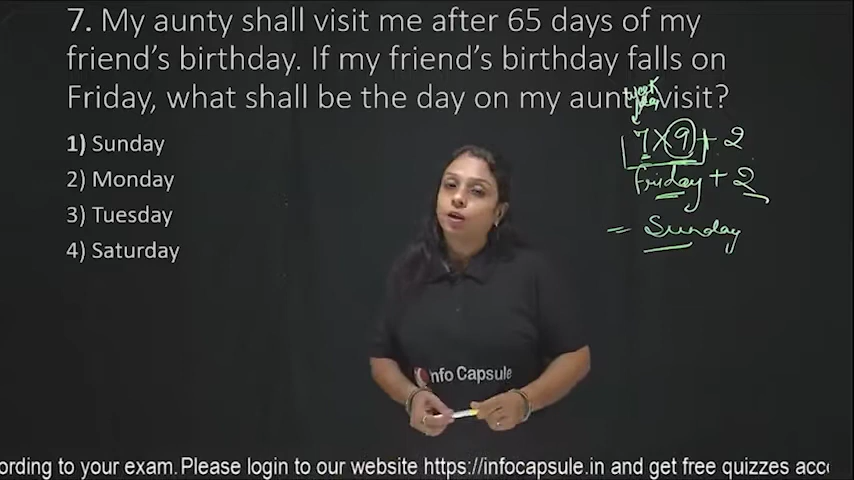 7. My aunty shall visit me after 65 days of my
friend's birthday. If my friend's birthday falls on
Friday, what shall be the day on my aunty visit?
1) Sunday
2) Monday
3) Tuesday
4) Saturday
7 × 9 + 2
Friday + 2
= Sunday
nfo Capsule
ording to your exam. Please login to our website https://infocapsule.in and get free quizzes acc